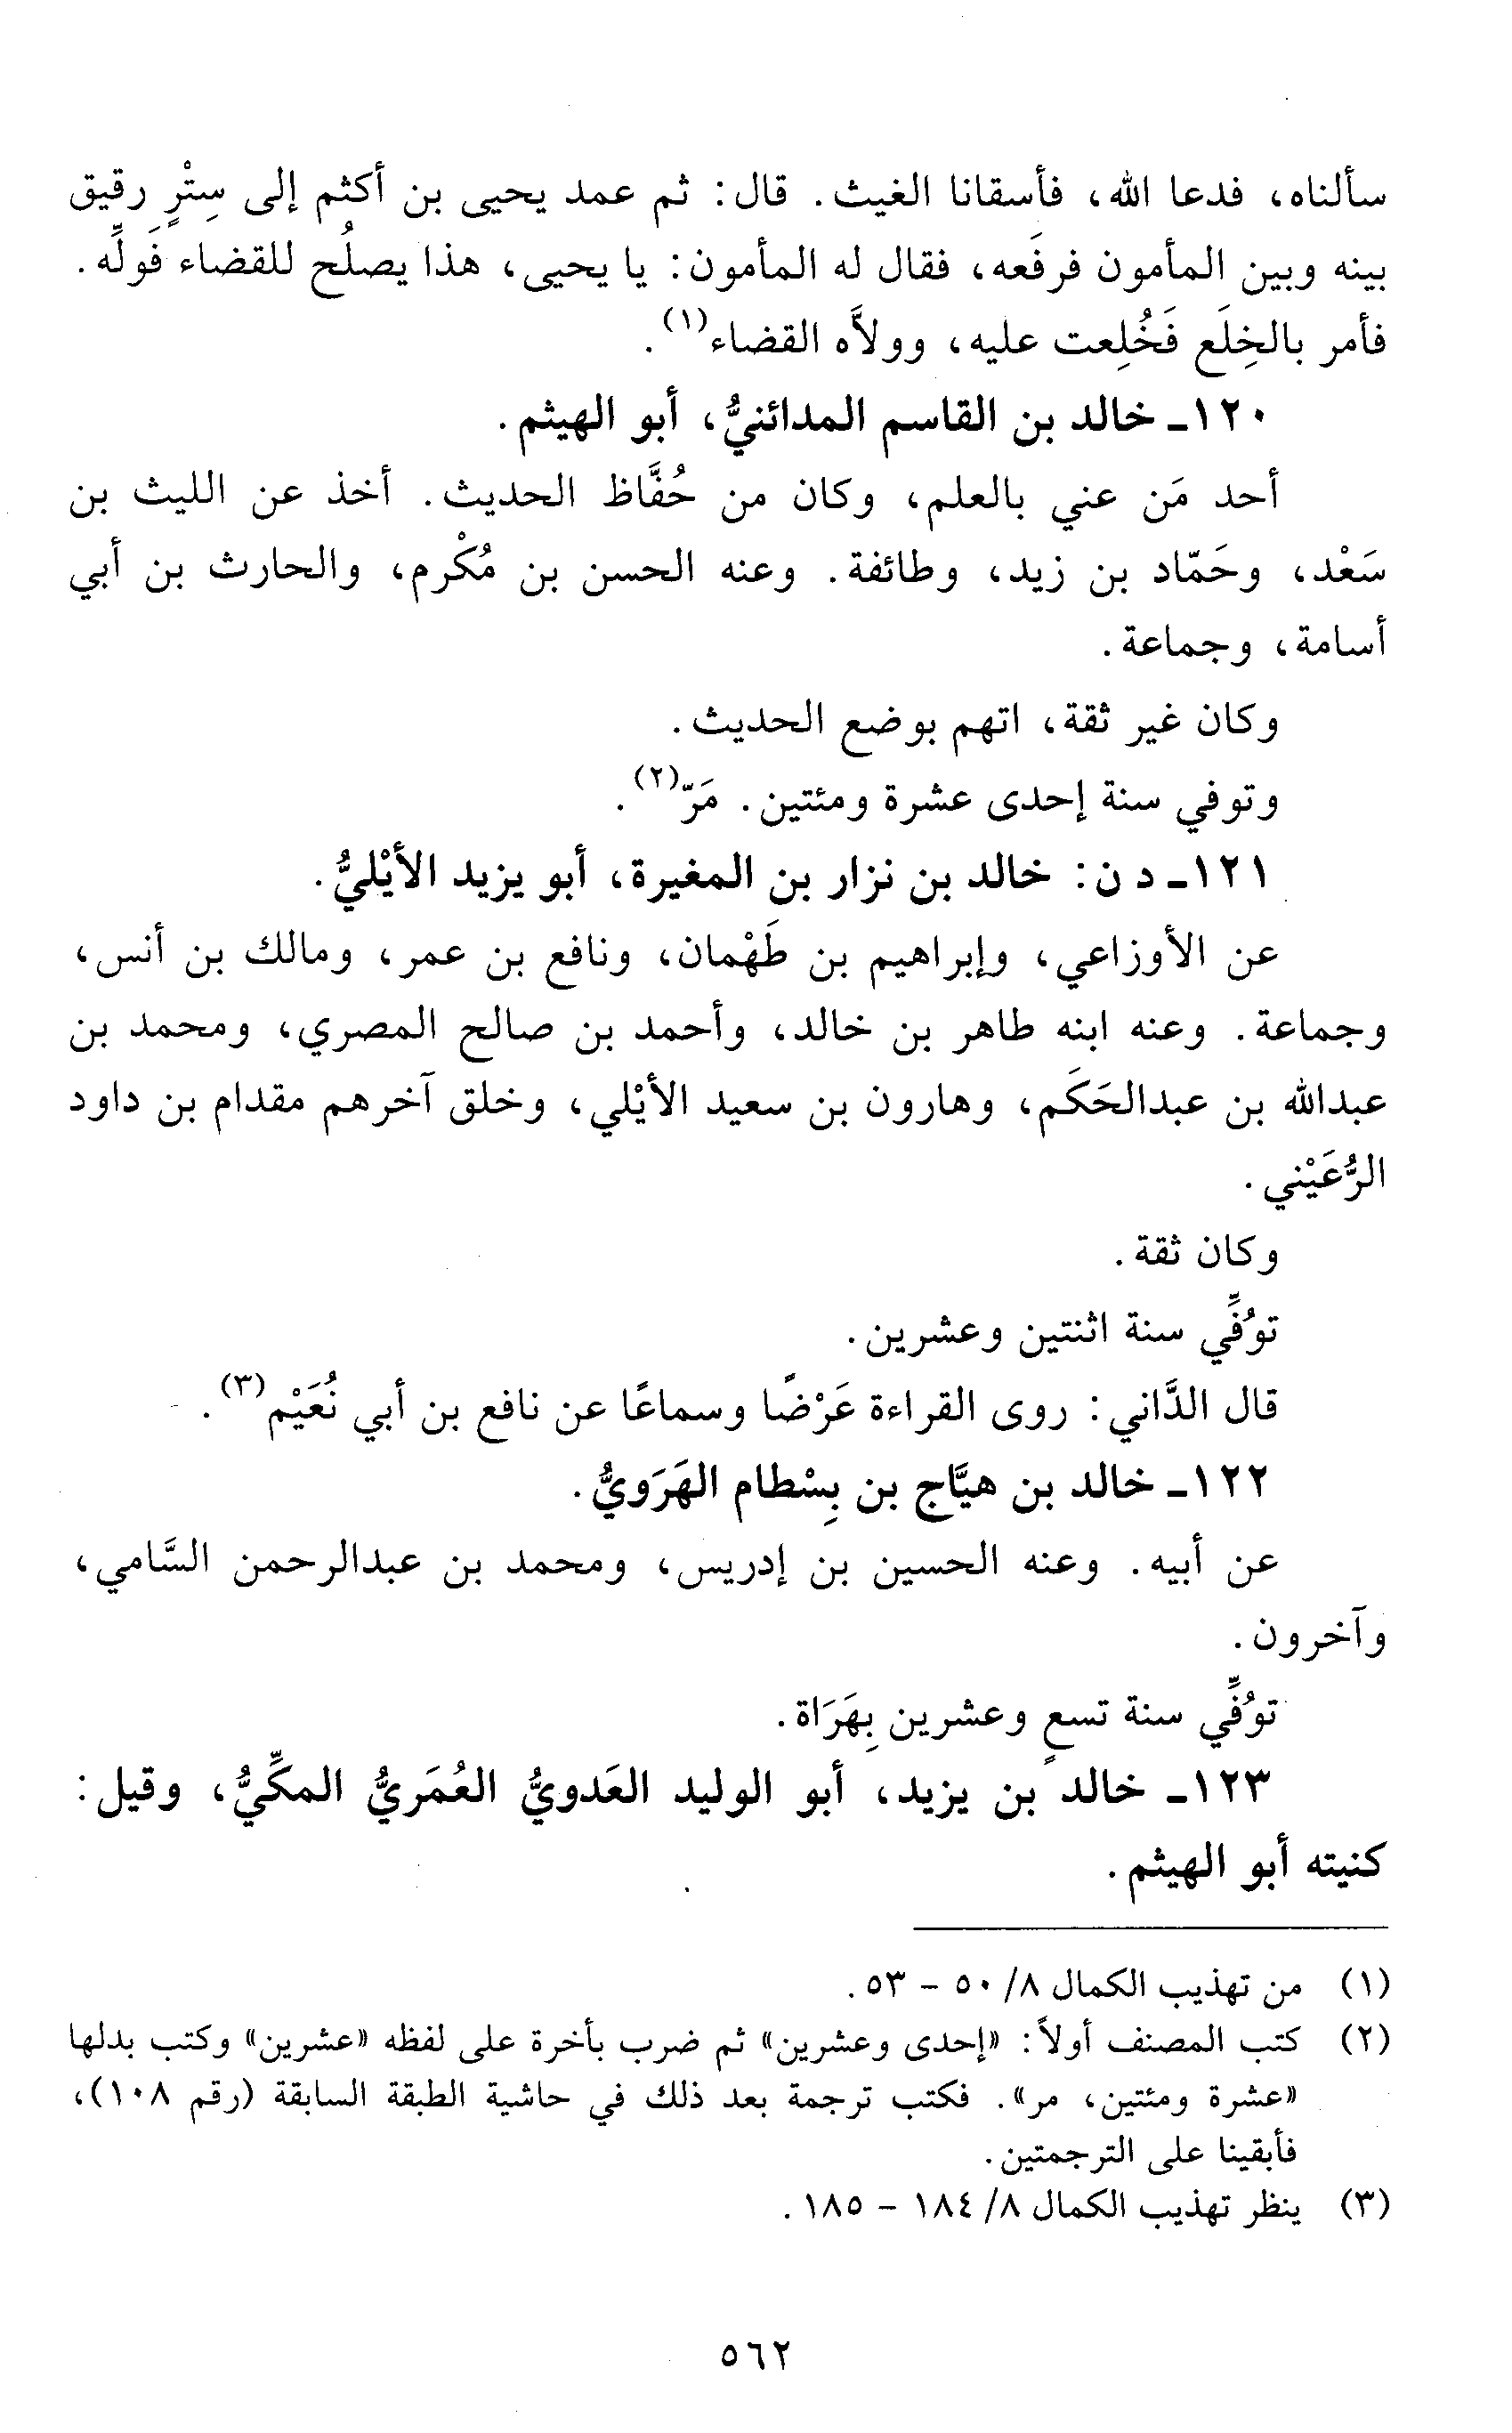 سألناه، فدعا الله، فأسقانا الغيث. قال: ثم عمد يحيى بن أكثم إلى سِتْرٍ رقيق
بينه وبين المأمون فرفَعه، فقال له المأمون: يا يحيى، هذا يصلُح للقضاء فَولِّه.
فأمر بالخِلَع فَخُلِعت عليه، وولاَّه القضاء(١).
١٢٠ـ خالد بن القاسم المدائنيُّ، أبو الهيثم.
أحد مَن عني بالعلم، وكان من حُفَّاظ الحديث. أخذ عن الليث بن
سَعْد، وحَمّاد بن زيد، وطائفة. وعنه الحسن بن مُكْرم، والحارث بن أبي
أسامة، وجماعة.
وكان غير ثقة، اتهم بوضع الحديث.
وتوفي سنة إحدى عشرة ومئتين. مَرّ(٢).
١٢١ـ د ن: خالد بن نزار بن المغيرة، أبو يزيد الأيْليُّ.
عن الأوزاعي، وإبراهيم بن طَهْمان، ونافع بن عمر، ومالك بن أنس،
وجماعة. وعنه ابنه طاهر بن خالد، وأحمد بن صالح المصري، ومحمد بن
عبدالله بن عبدالحَكَم، وهارون بن سعيد الأيْلي، وخلق آخرهم مقدام بن داود
الرُّعَيْني.
وكان ثقة.
توُفِّي سنة اثنتين وعشرين.
قال الدَّاني: روى القراءة عَرْضًا وسماعًا عن نافع بن أبي نُعَيْم(٣).
١٢٢ـ خالد بن هيَّاج بن بِسْطام الهَرَويُّ.
عن أبيه. وعنه الحسين بن إدريس، ومحمد بن عبدالرحمن السَّامي،
وآخرون.
توُفِّي سنة تسعٍ وعشرين بِهَرَاة.
١٢٣ـ خالد بن يزيد، أبو الوليد العَدويُّ العُمَريُّ المكِّيُّ، وقيل:
كنيته أبو الهيثم.
(١) من تهذيب الكمال ٨/ ٥٠ – ٥٣.
(٢) كتب المصنف أولاً: «إحدى وعشرين» ثم ضرب بأخرة على لفظه «عشرين» وكتب بدلها
«عشرة ومئتين، مر». فكتب ترجمة بعد ذلك في حاشية الطبقة السابقة (رقم ١٠٨)،
فأبقينا على الترجمتين.
(٣) ينظر تهذيب الكمال ٨/ ١٨٤ – ١٨٥.
٥٦٢